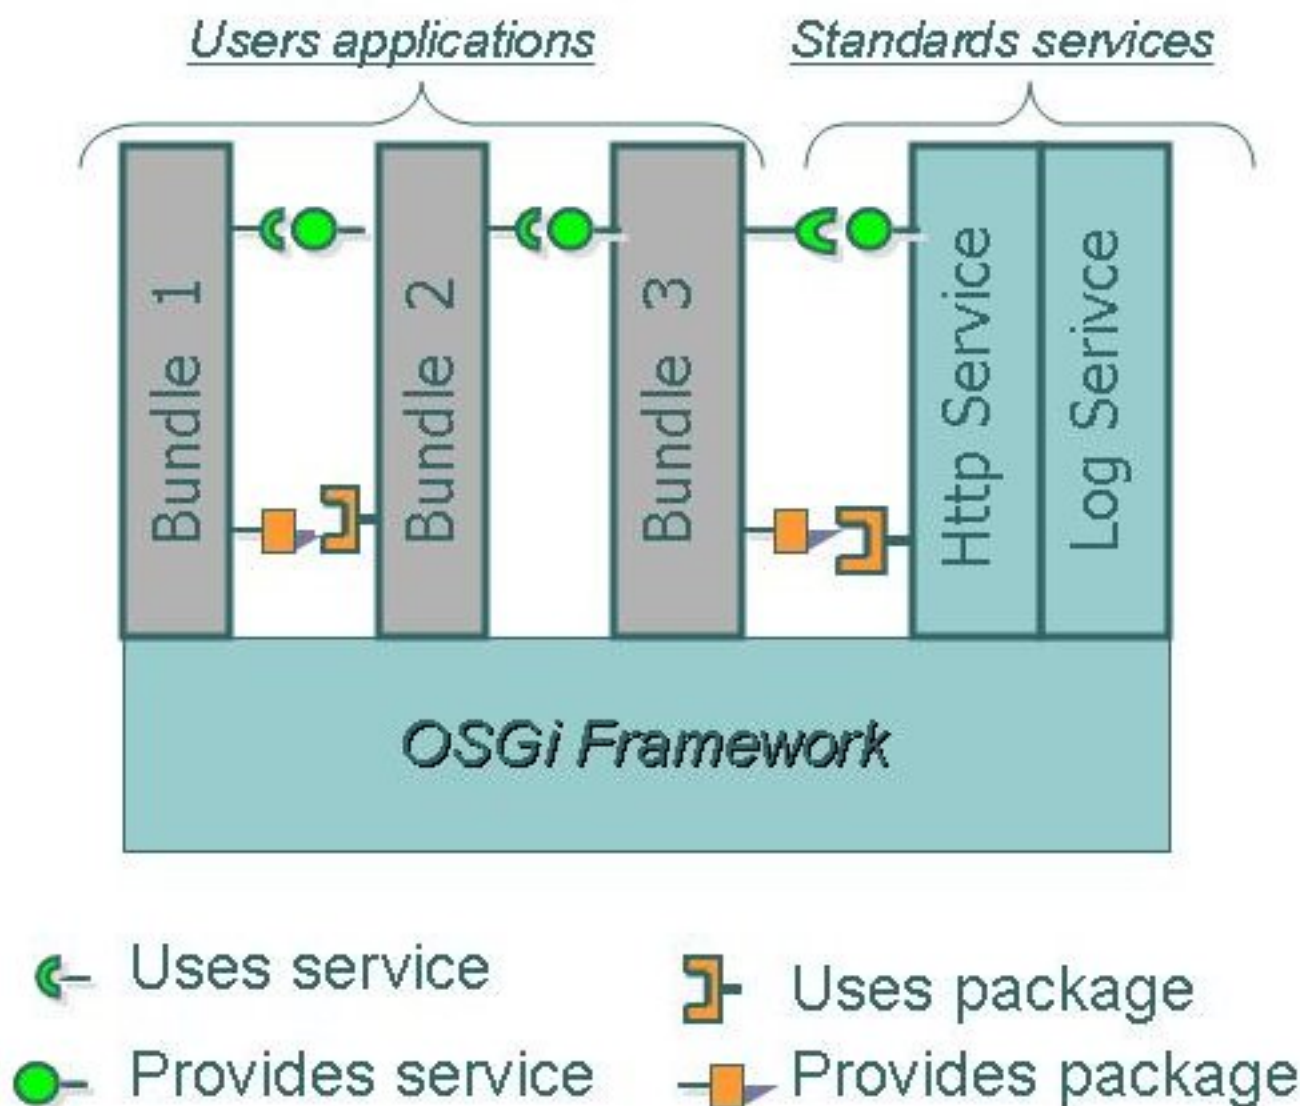 Users applications
Standards services
Bundle 1
Bundle 2
Bundle 3
Http Service
Log Serivce
OSGi Framework
Uses service
Uses package
Provides service
Provides package